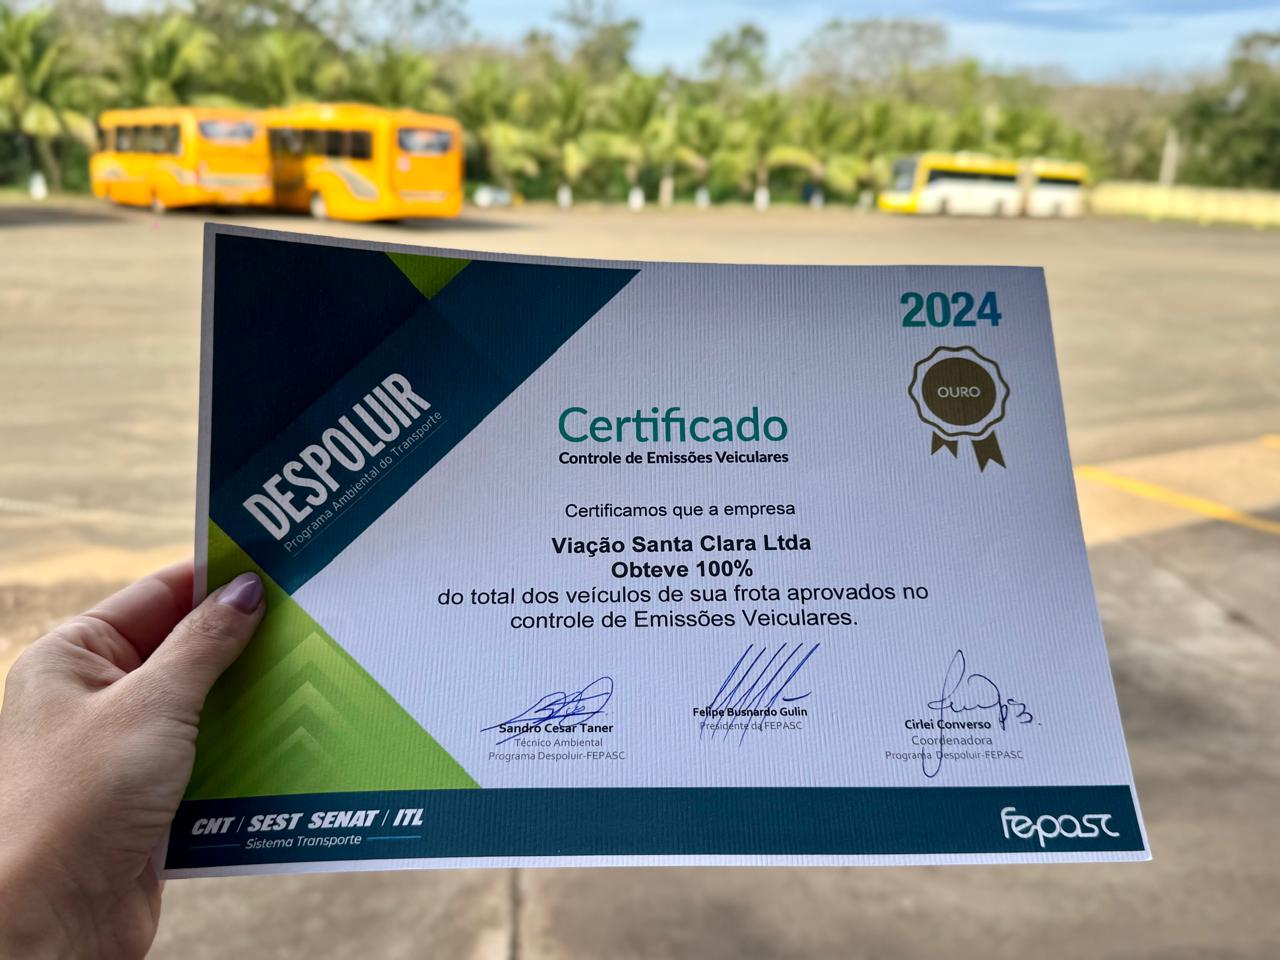 2024
OURO
DESPOLUIR
Programa Ambiental do Transporte
Certificado
Controle de Emissões Veiculares
Certificamos que a empresa
Viação Santa Clara Ltda
Obteve 100%
do total dos veículos de sua frota aprovados no
controle de Emissões Veiculares.
Sandro Cesar Taner
Técnico Ambiental
Programa Despoluir-FEPASC
Felipe Busnardo Gulin
Presidente da FEPASC
Cirlei Converso
Coordenadora
Programa Despoluir-FEPASC
CNT / SEST SENAT / ITL
Sistema Transporte
fepasc